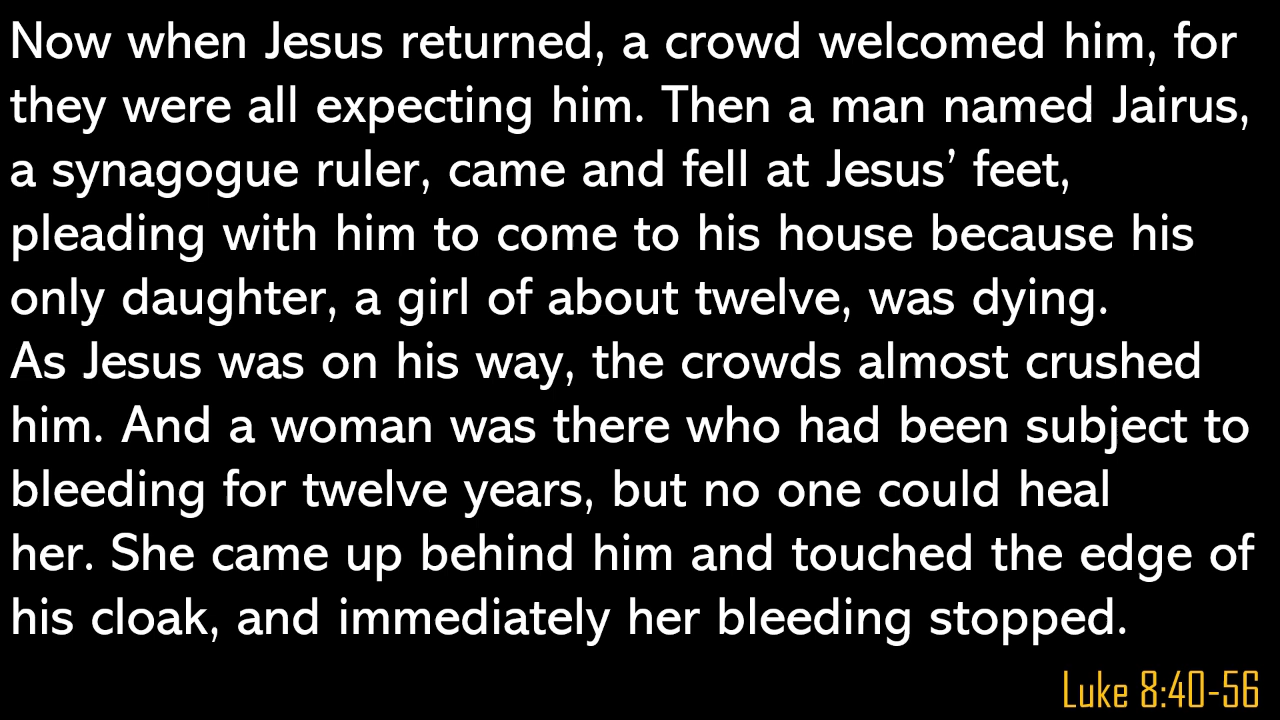 Now when Jesus returned, a crowd welcomed him, for
they were all expecting him. Then a man named Jairus,
a synagogue ruler, came and fell at Jesus’ feet,
pleading with him to come to his house because his
only daughter, a girl of about twelve, was dying.
As Jesus was on his way, the crowds almost crushed
him. And a woman was there who had been subject to
bleeding for twelve years, but no one could heal
her. She came up behind him and touched the edge of
his cloak, and immediately her bleeding stopped.
Luke 8:40-56